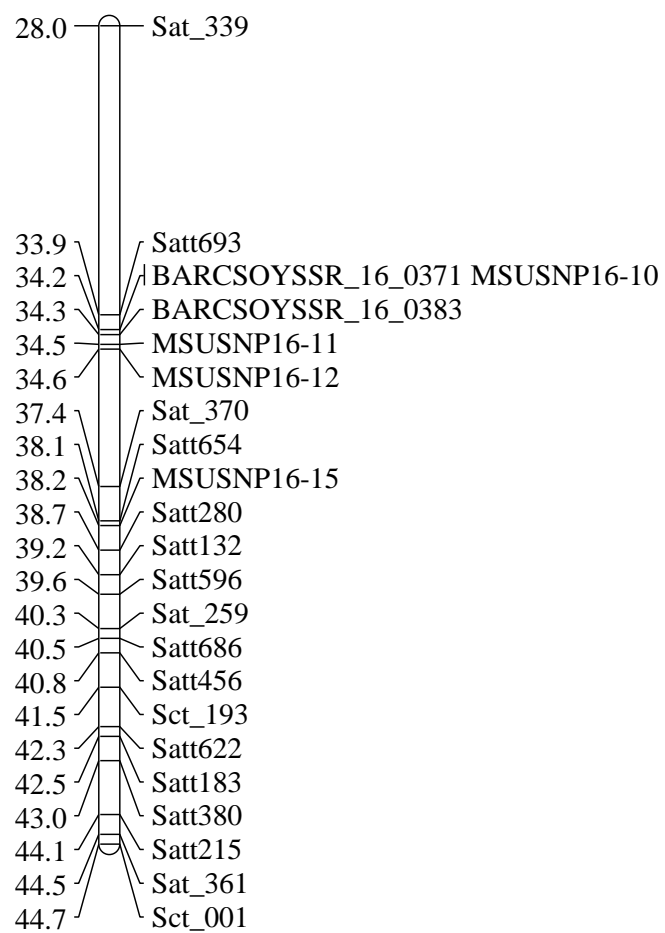 28.0 Sat_339
33.9 Satt693
34.2 BARCSOYSSR_16_0371 MSUSNP16-10
34.3 BARCSOYSSR_16_0383
34.5 MSUSNP16-11
34.6 MSUSNP16-12
37.4 Sat_370
38.1 Satt654
38.2 MSUSNP16-15
38.7 Satt280
39.2 Satt132
39.6 Satt596
40.3 Sat_259
40.5 Satt686
40.8 Satt456
41.5 Sct_193
42.3 Satt622
42.5 Satt183
43.0 Satt380
44.1 Satt215
44.5 Sat_361
44.7 Sct_001